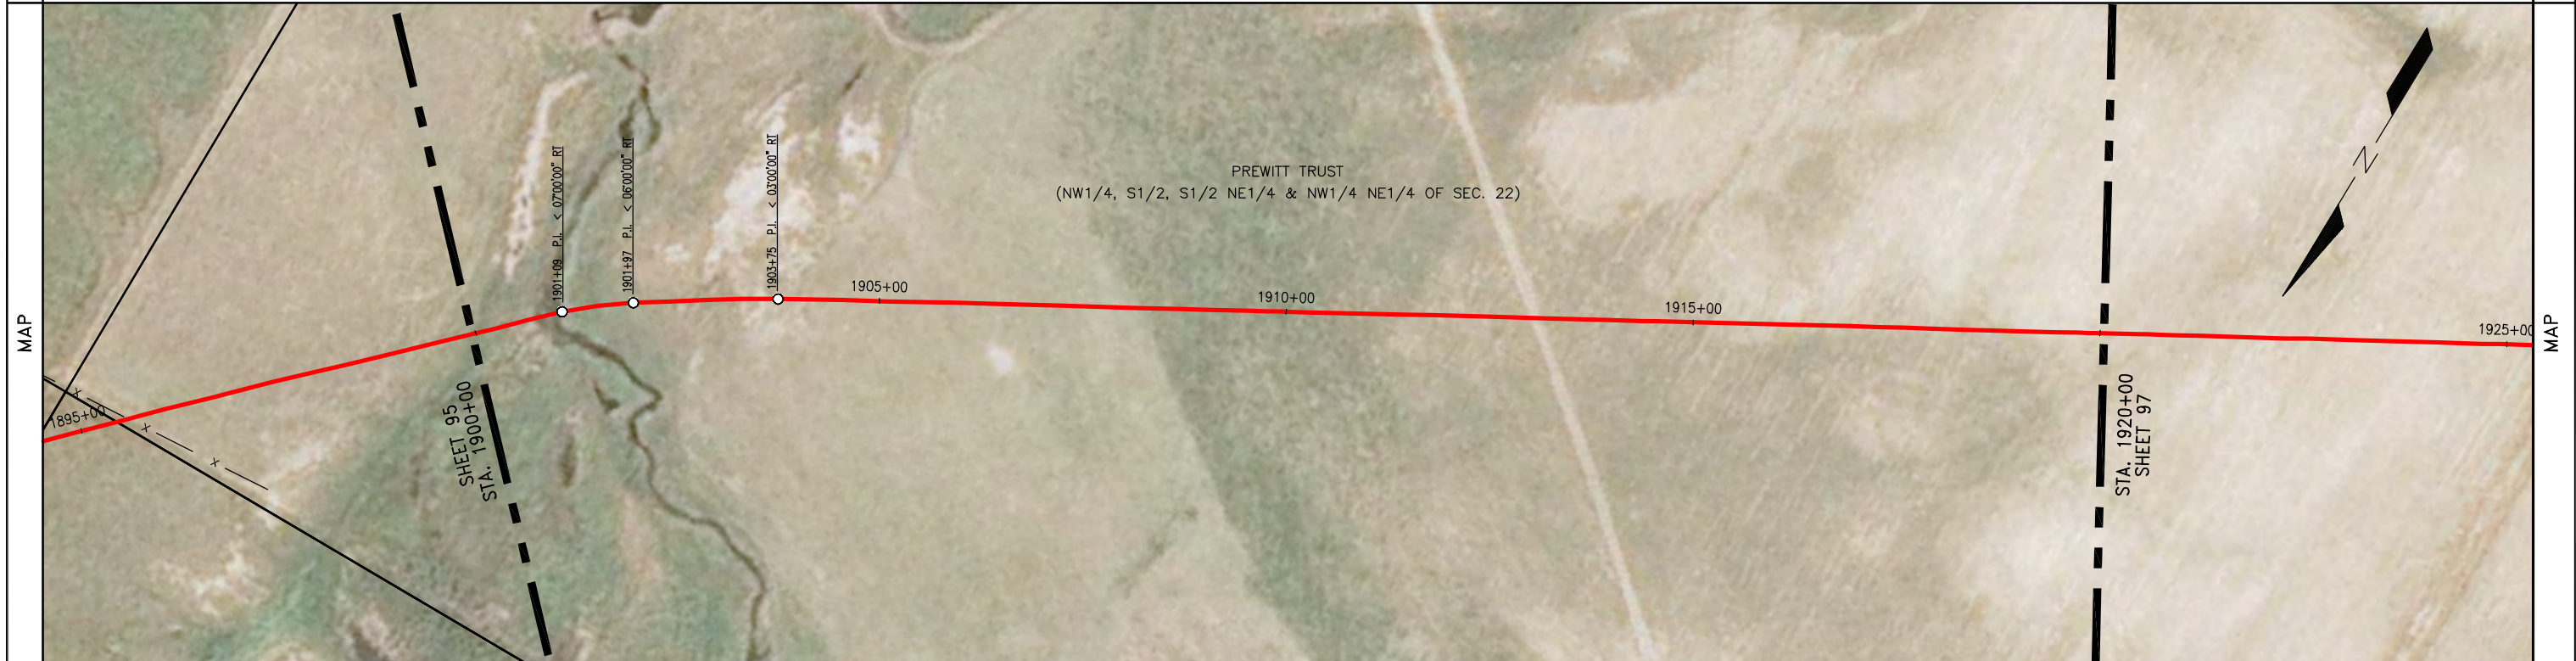 MAP
1895+00
SHEET 95
STA. 1900+00
1901+09 P.I. < 07°00'00" RT
1901+97 P.I. < 06°00'00" RT
1903+75 P.I. < 03°00'00" RT
1905+00
PREWITT TRUST
(NW1/4, S1/2, S1/2 NE1/4 & NW1/4 NE1/4 OF SEC. 22)
1910+00
1915+00
STA. 1920+00
SHEET 97
N
1925+00
MAP